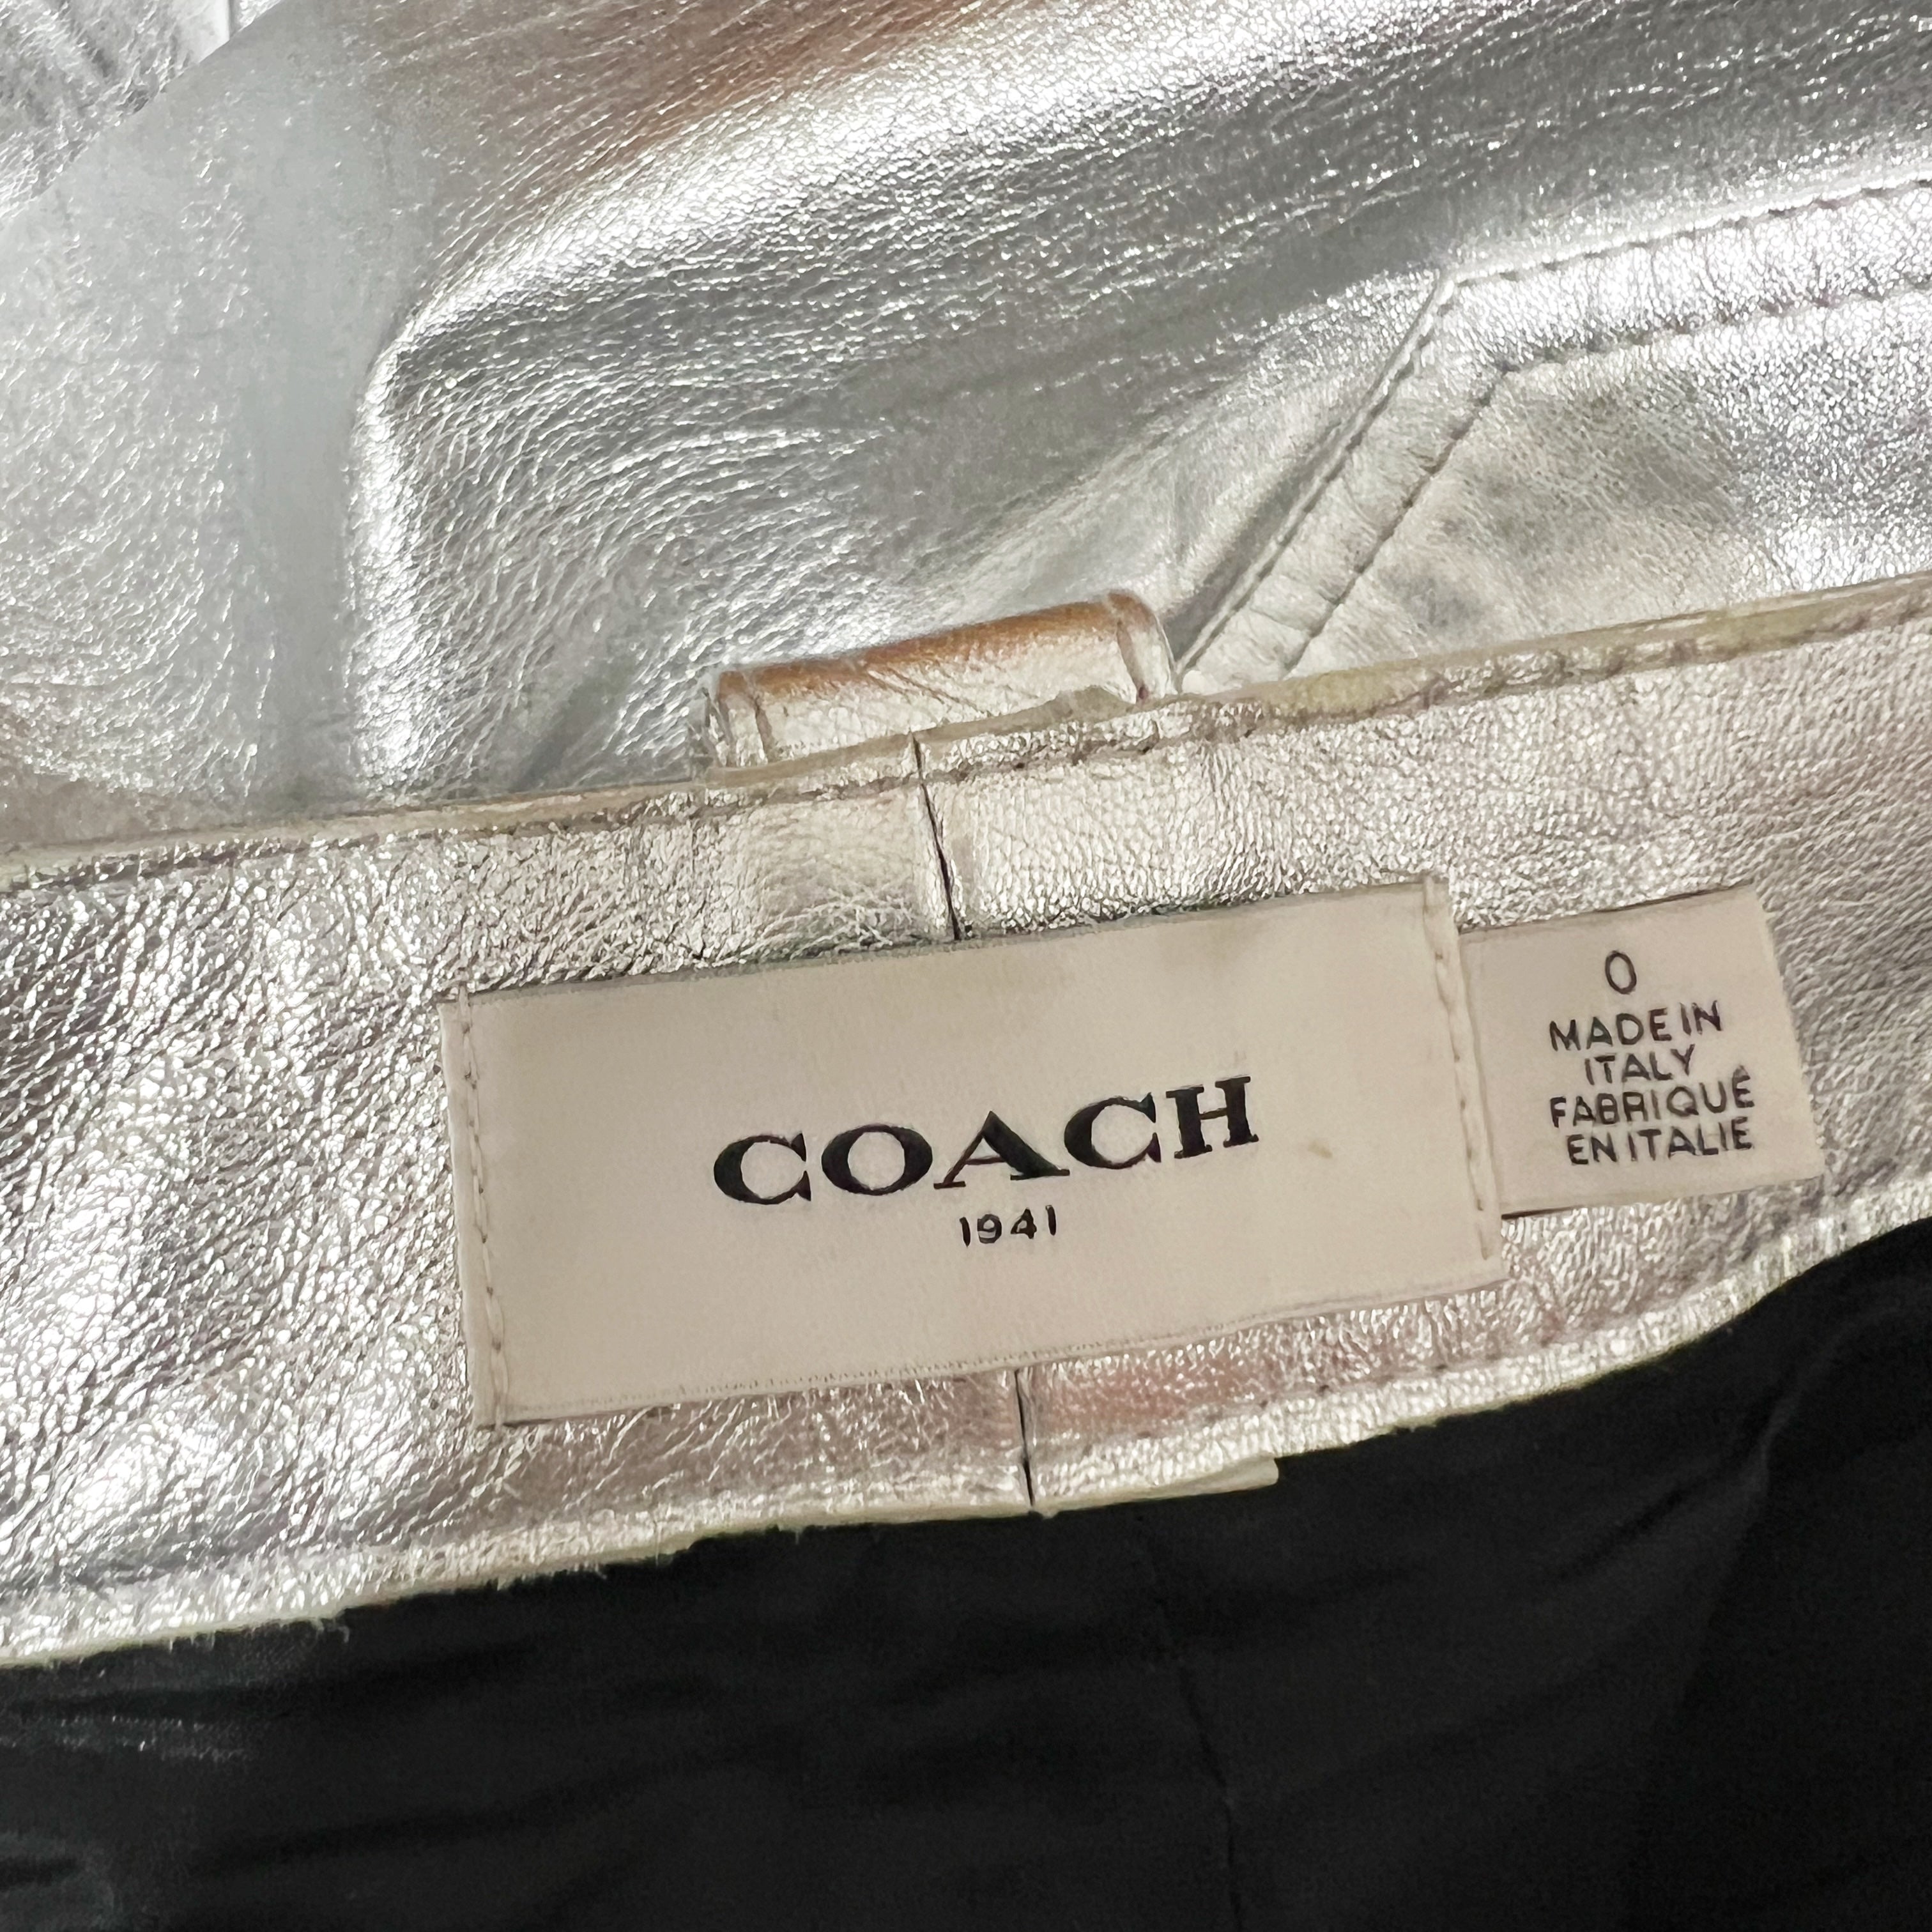 COACH
1941
0
MADE IN
ITALY
FABRIQUÉ
EN ITALIE